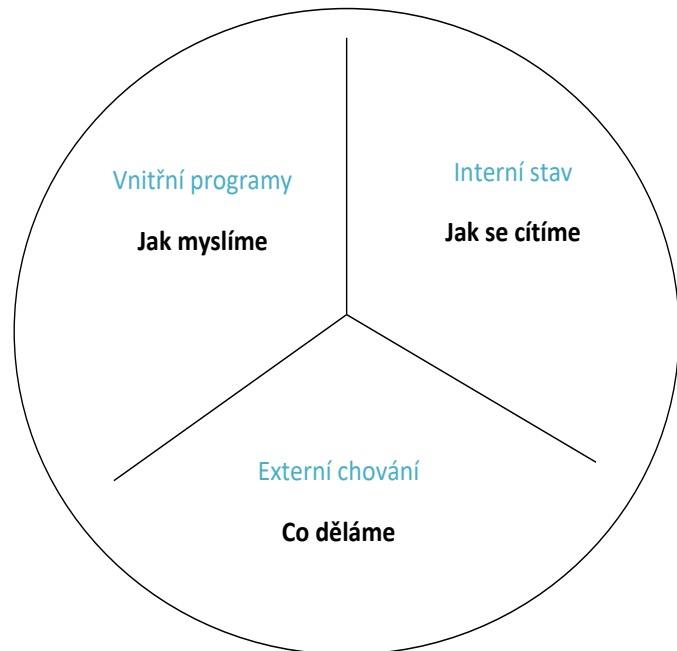 Vnitřní programy
Jak myslíme
Interní stav
Jak se cítíme
Externí chování
Co děláme